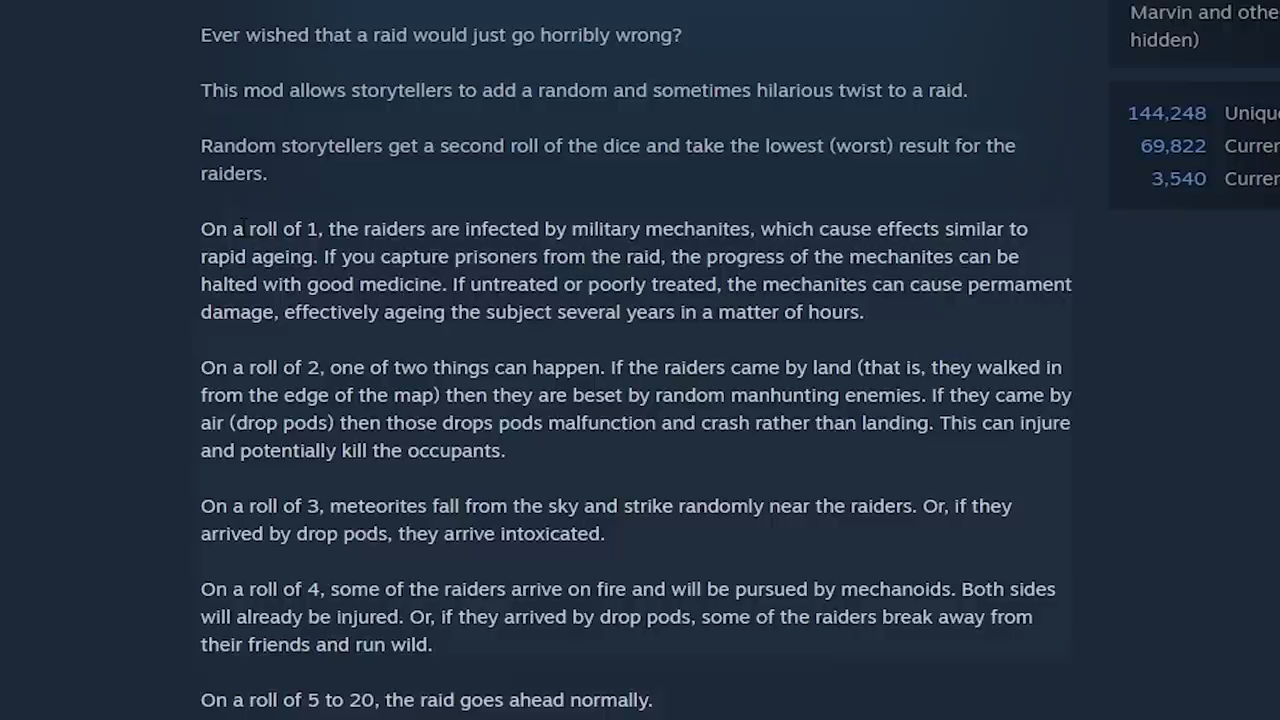 Ever wished that a raid would just go horribly wrong?
This mod allows storytellers to add a random and sometimes hilarious twist to a raid.
Random storytellers get a second roll of the dice and take the lowest (worst) result for the
raiders.
On a roll of 1, the raiders are infected by military mechanites, which cause effects similar to
rapid ageing. If you capture prisoners from the raid, the progress of the mechanites can be
halted with good medicine. If untreated or poorly treated, the mechanites can cause permament
damage, effectively ageing the subject several years in a matter of hours.
On a roll of 2, one of two things can happen. If the raiders came by land (that is, they walked in
from the edge of the map) then they are beset by random manhunting enemies. If they came by
air (drop pods) then those drops pods malfunction and crash rather than landing. This can injure
and potentially kill the occupants.
On a roll of 3, meteorites fall from the sky and strike randomly near the raiders. Or, if they
arrived by drop pods, they arrive intoxicated.
On a roll of 4, some of the raiders arrive on fire and will be pursued by mechanoids. Both sides
will already be injured. Or, if they arrived by drop pods, some of the raiders break away from
their friends and run wild.
On a roll of 5 to 20, the raid goes ahead normally.
Marvin and othe
hidden)
144,248 Uniqu
69,822 Curre
3,540 Curre